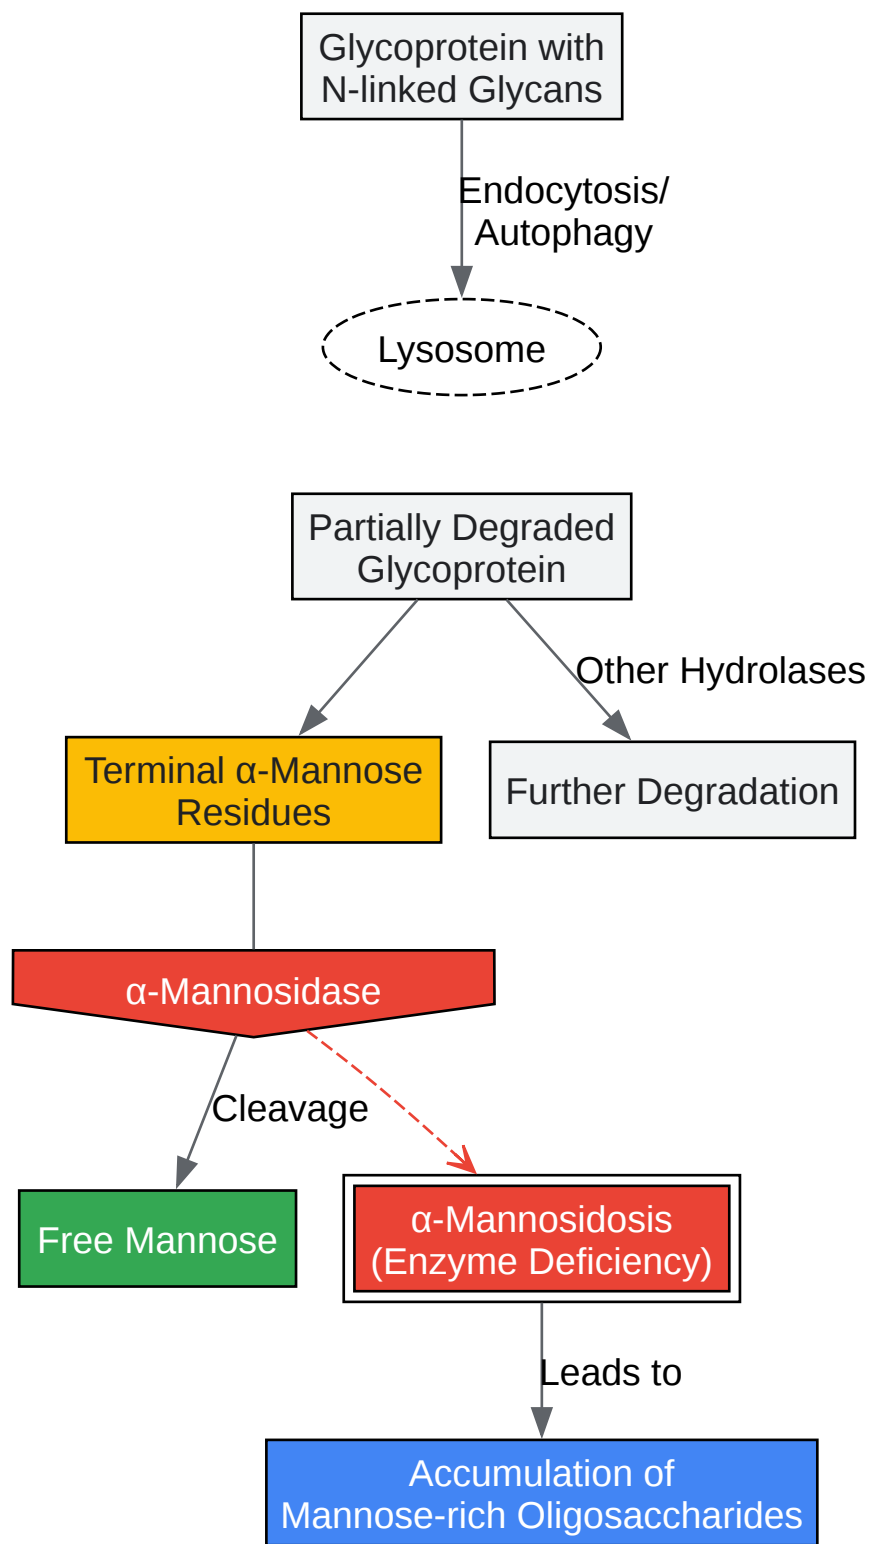 Glycoprotein with
N-linked Glycans
Endocytosis/
Autophagy
Lysosome
Partially Degraded
Glycoprotein
Other Hydrolases
Terminal α-Mannose
Residues
Further Degradation
α-Mannosidase
Cleavage
Free Mannose
α-Mannosidosis
(Enzyme Deficiency)
Leads to
Accumulation of
Mannose-rich Oligosaccharides